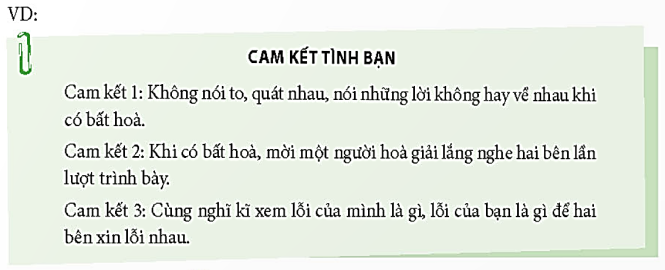 VD:
CAM KẾT TÌNH BẠN
Cam kết 1: Không nói to, quát nhau, nói những lời không hay về nhau khi
có bất hoà.
Cam kết 2: Khi có bất hoà, mời một người hoà giải lắng nghe hai bên lần
lượt trình bày.
Cam kết 3: Cùng nghĩ kĩ xem lỗi của mình là gì, lỗi của bạn là gì để hai
bên xin lỗi nhau.